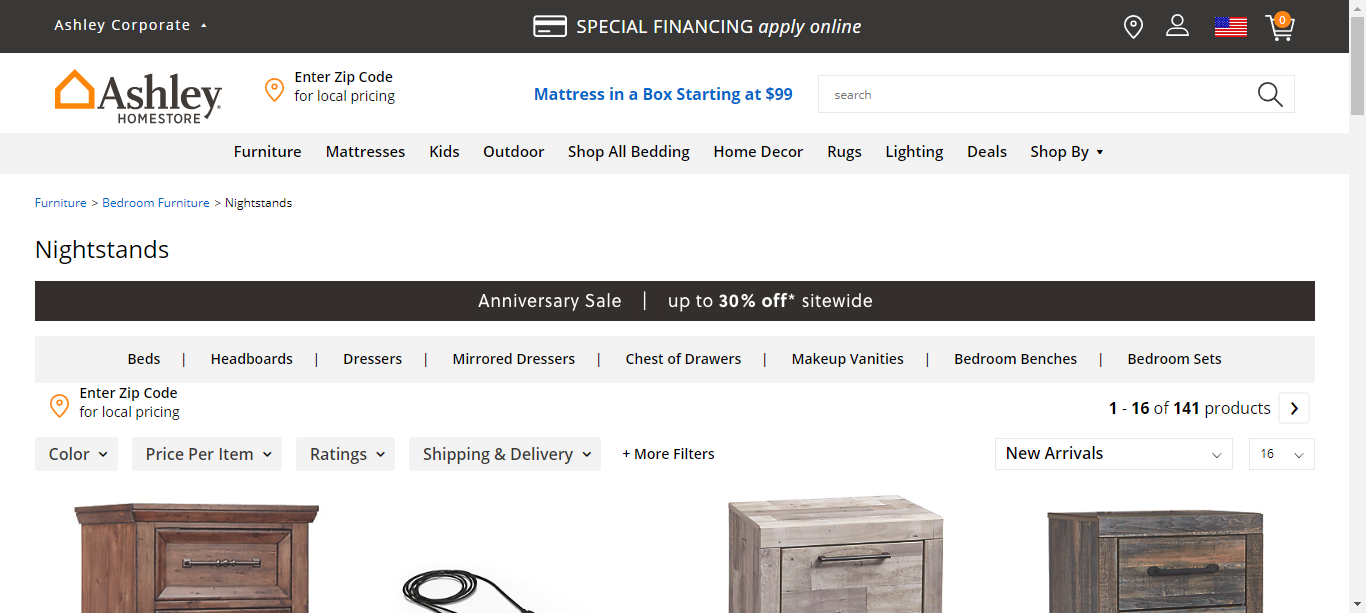 Ashley Corporate
SPECIAL FINANCING apply online
0
Ashley
HOMESTORE
Enter Zip Code
for local pricing
Mattress in a Box Starting at $99
search
Furniture Mattresses Kids Outdoor Shop All Bedding Home Decor Rugs Lighting Deals Shop By
Furniture > Bedroom Furniture > Nightstands
Nightstands
Anniversary Sale | up to 30% off* sitewide
Beds | Headboards | Dressers | Mirrored Dressers | Chest of Drawers | Makeup Vanities | Bedroom Benches | Bedroom Sets
Enter Zip Code
for local pricing
1 - 16 of 141 products
Color Price Per Item Ratings Shipping & Delivery + More Filters New Arrivals 16